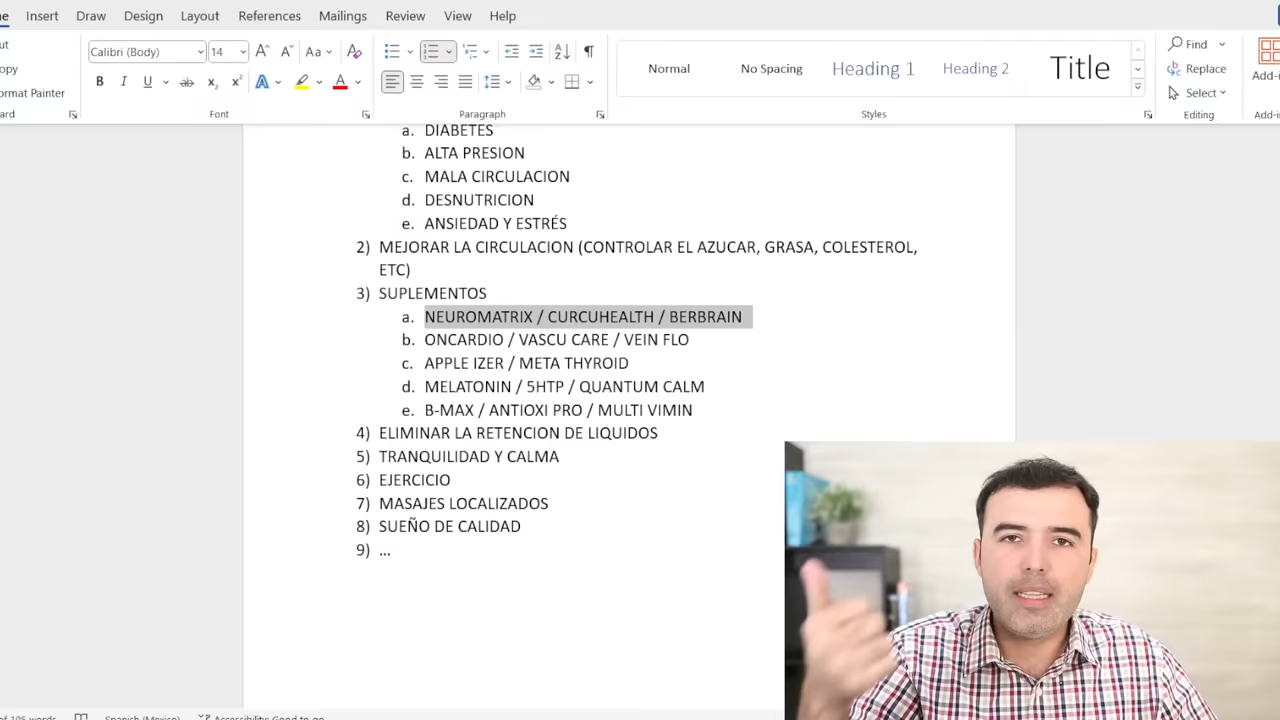 Insert Draw Design Layout References Mailings Review View Help
Calibri (Body) 14 Aa
Normal No Spacing Heading 1 Heading 2 Title
Find
Replace
Select
ormat Painter
Font Paragraph Styles Editing
a. DIABETES
b. ALTA PRESION
c. MALA CIRCULACION
d. DESNUTRICION
e. ANSIEDAD Y ESTRÉS
2) MEJORAR LA CIRCULACION (CONTROLAR EL AZUCAR, GRASA, COLESTEROL,
ETC)
3) SUPLEMENTOS
a. NEUROMATRIX / CURCUHEALTH / BERBRAIN
b. ONCARDIO / VASCU CARE / VEIN FLO
c. APPLE IZER / META THYROID
d. MELATONIN / 5HTP / QUANTUM CALM
e. B-MAX / ANTIOXI PRO / MULTI VIMIN
4) ELIMINAR LA RETENCION DE LIQUIDOS
5) TRANQUILIDAD Y CALMA
6) EJERCICIO
7) MASAJES LOCALIZADOS
8) SUEÑO DE CALIDAD
9) ...